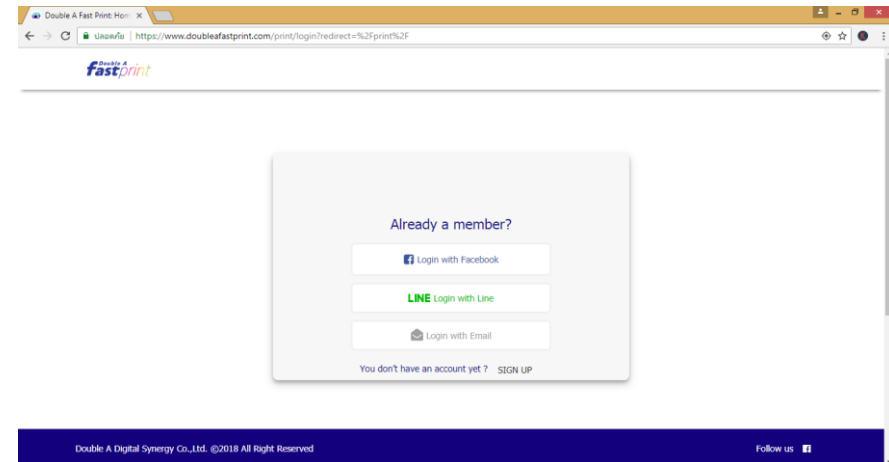 Double A Fast Print: Hom
ปลอดภัย https://www.doubleafastprint.com/print/login?redirect=%2Fprint%2F
Double A
fastprint
Already a member?
Login with Facebook
LINE Login with Line
Login with Email
You don't have an account yet ? SIGN UP
Double A Digital Synergy Co.,Ltd. ©2018 All Right Reserved Follow us